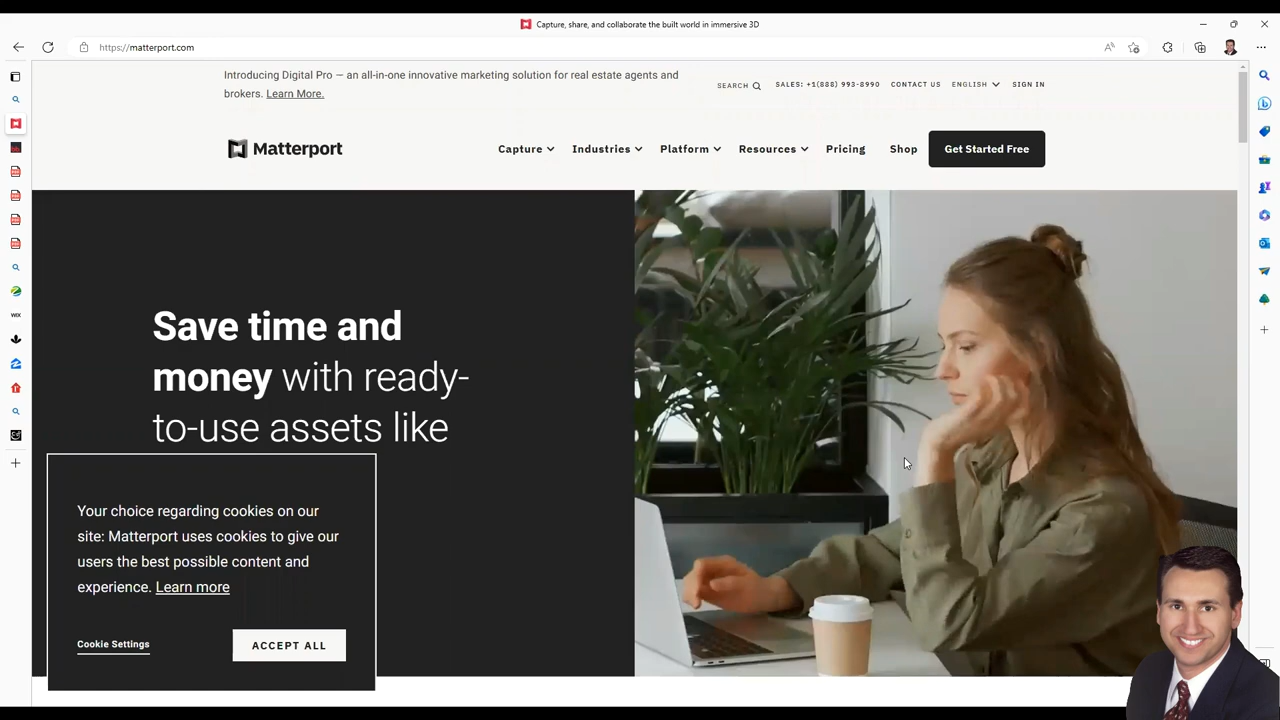 Capture, share, and collaborate the built world in immersive 3D
https://matterport.com
Introducing Digital Pro — an all-in-one innovative marketing solution for real estate agents and
brokers. Learn More.
SEARCH SALES: +1(888) 993-8990 CONTACT US ENGLISH SIGN IN
Matterport Capture Industries Platform Resources Pricing Shop Get Started Free
Save time and
money with ready-
to-use assets like
Your choice regarding cookies on our
site: Matterport uses cookies to give our
users the best possible content and
experience. Learn more
Cookie Settings ACCEPT ALL
WIX